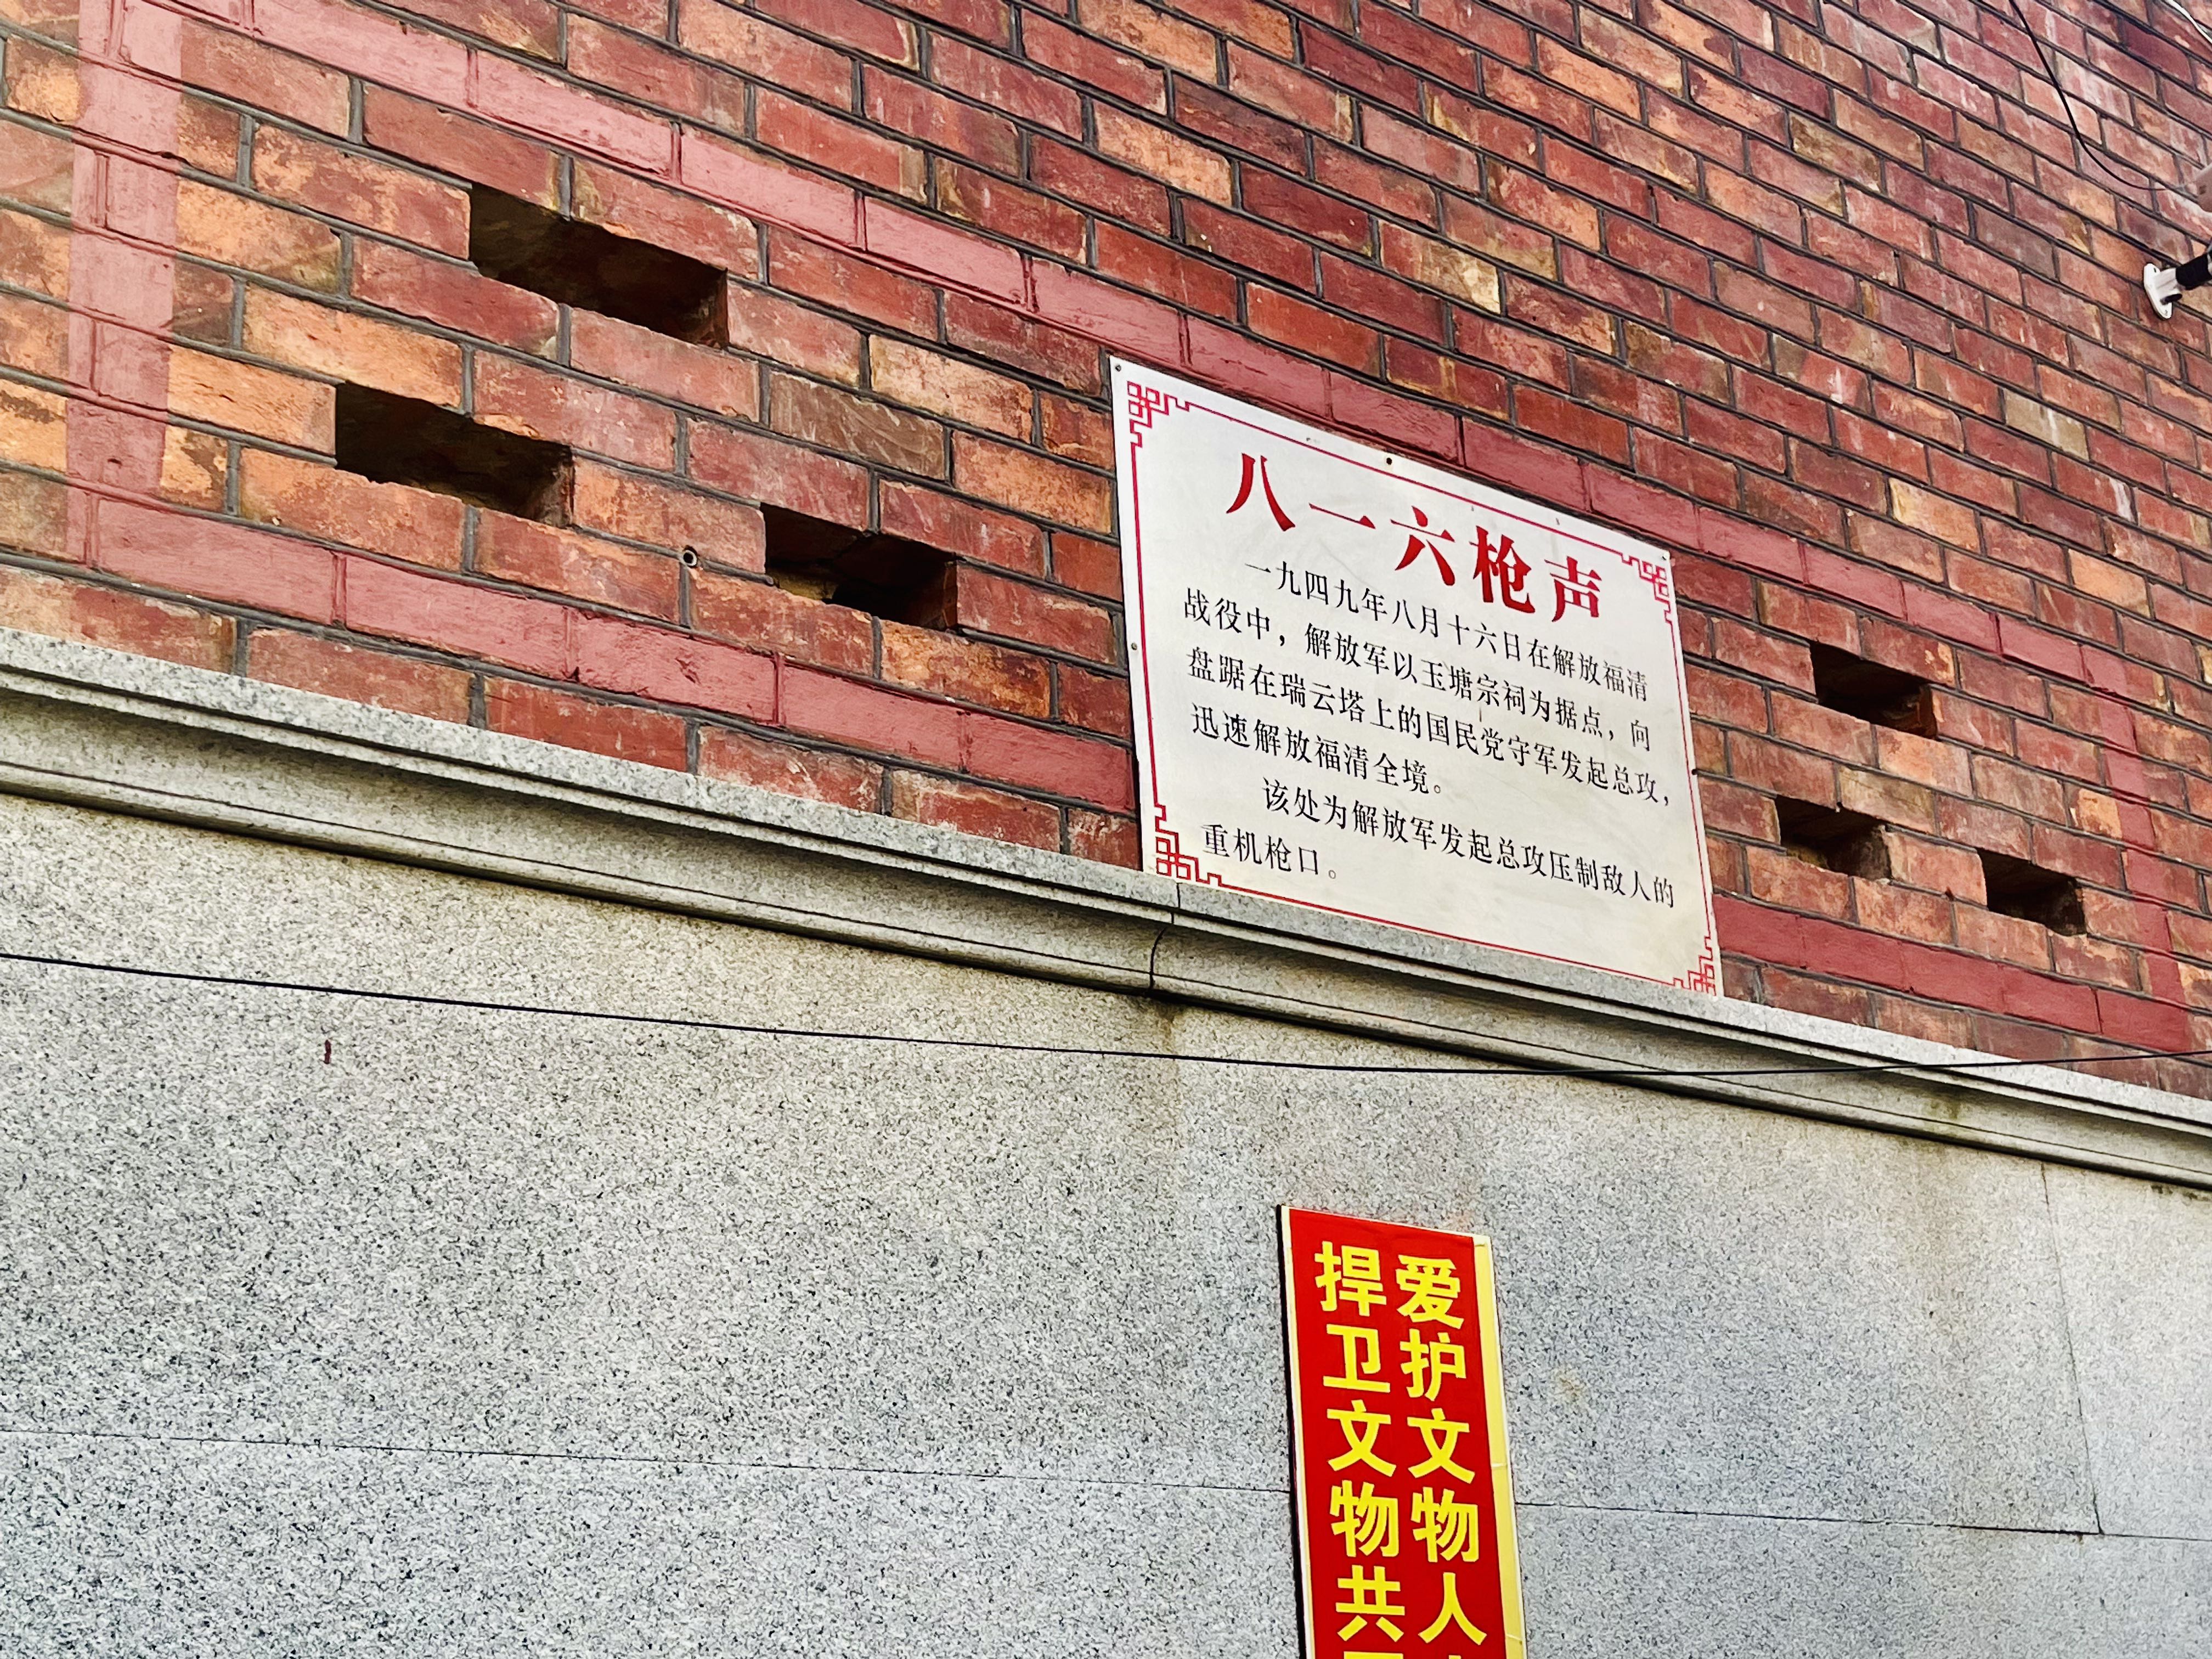 八一六枪声
一九四九年八月十六日在解放福清
战役中，解放军以玉塘宗祠为据点，向
盘踞在瑞云塔上的国民党守军发起总攻，
迅速解放福清全境。
该处为解放军发起总攻压制敌人的
重机枪口。
爱护文物人
捍卫文物共